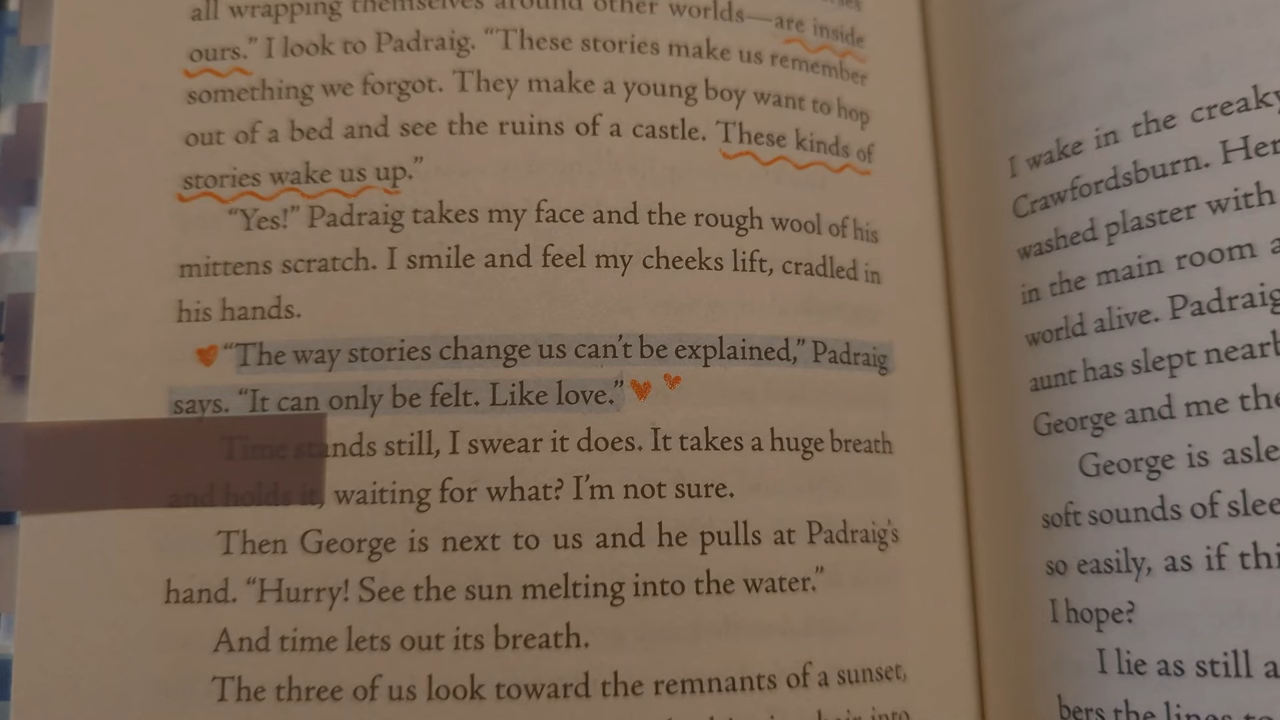 all wrapping themselves around other worlds—are inside
ours.” I look to Padraig. “These stories make us remember
something we forgot. They make a young boy want to hop
out of a bed and see the ruins of a castle. These kinds of
stories wake us up.”
“Yes!” Padraig takes my face and the rough wool of his
mittens scratch. I smile and feel my cheeks lift, cradled in
his hands.
“The way stories change us can’t be explained,” Padraig
says. “It can only be felt. Like love.”
Time stands still, I swear it does. It takes a huge breath
and holds it, waiting for what? I’m not sure.
Then George is next to us and he pulls at Padraig’s
hand. “Hurry! See the sun melting into the water.”
And time lets out its breath.
The three of us look toward the remnants of a sunset,
I wake in the creaky
Crawfordsburn. Her
washed plaster with
in the main room
world alive. Padraig
aunt has slept
George and me
George is
soft sounds of
so easily, as if
I hope?
I lie as still
the lines